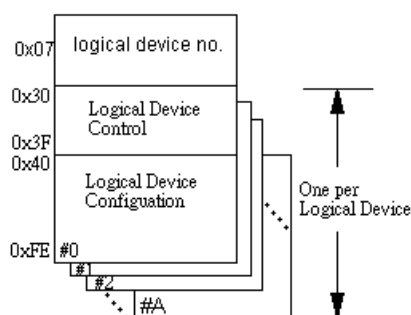 0x07
logical device no.
0x30
Logical Device
Control
0x3F
0x40
Logical Device
Configuation
One per
Logical Device
0xFE
#0
#1
#2
#A